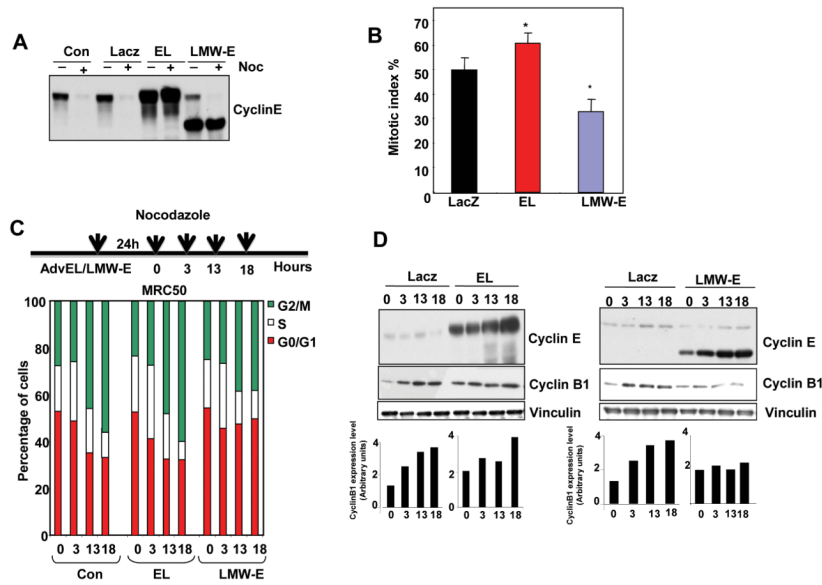 A
Con Lacz EL LMW-E
– + – + – + – + Noc
CyclinE
B
Mitotic index %
70
60
50
40
30
20
10
0
LacZ EL LMW-E
*
*
C
Nocodazole
24h
AdvEL/LMW-E 0 3 13 18 Hours
MRC50
Percentage of cells
100
80
60
40
20
0
G2/M
S
G0/G1
0 3 13 18 0 3 13 18 0 3 13 18
Con EL LMW-E
D
Lacz EL
0 3 13 18 0 3 13 18
Cyclin E
Cyclin B1
Vinculin
CyclinB1 expression level
(Arbitrary units)
4
2
0
0 3 13 18
4
2
0
0 3 13 18
Lacz LMW-E
0 3 13 18 0 3 13 18
Cyclin E
Cyclin B1
Vinculin
CyclinB1 expression level
(Arbitrary units)
4
2
0
0 3 13 18
4
2
0 3 13 18